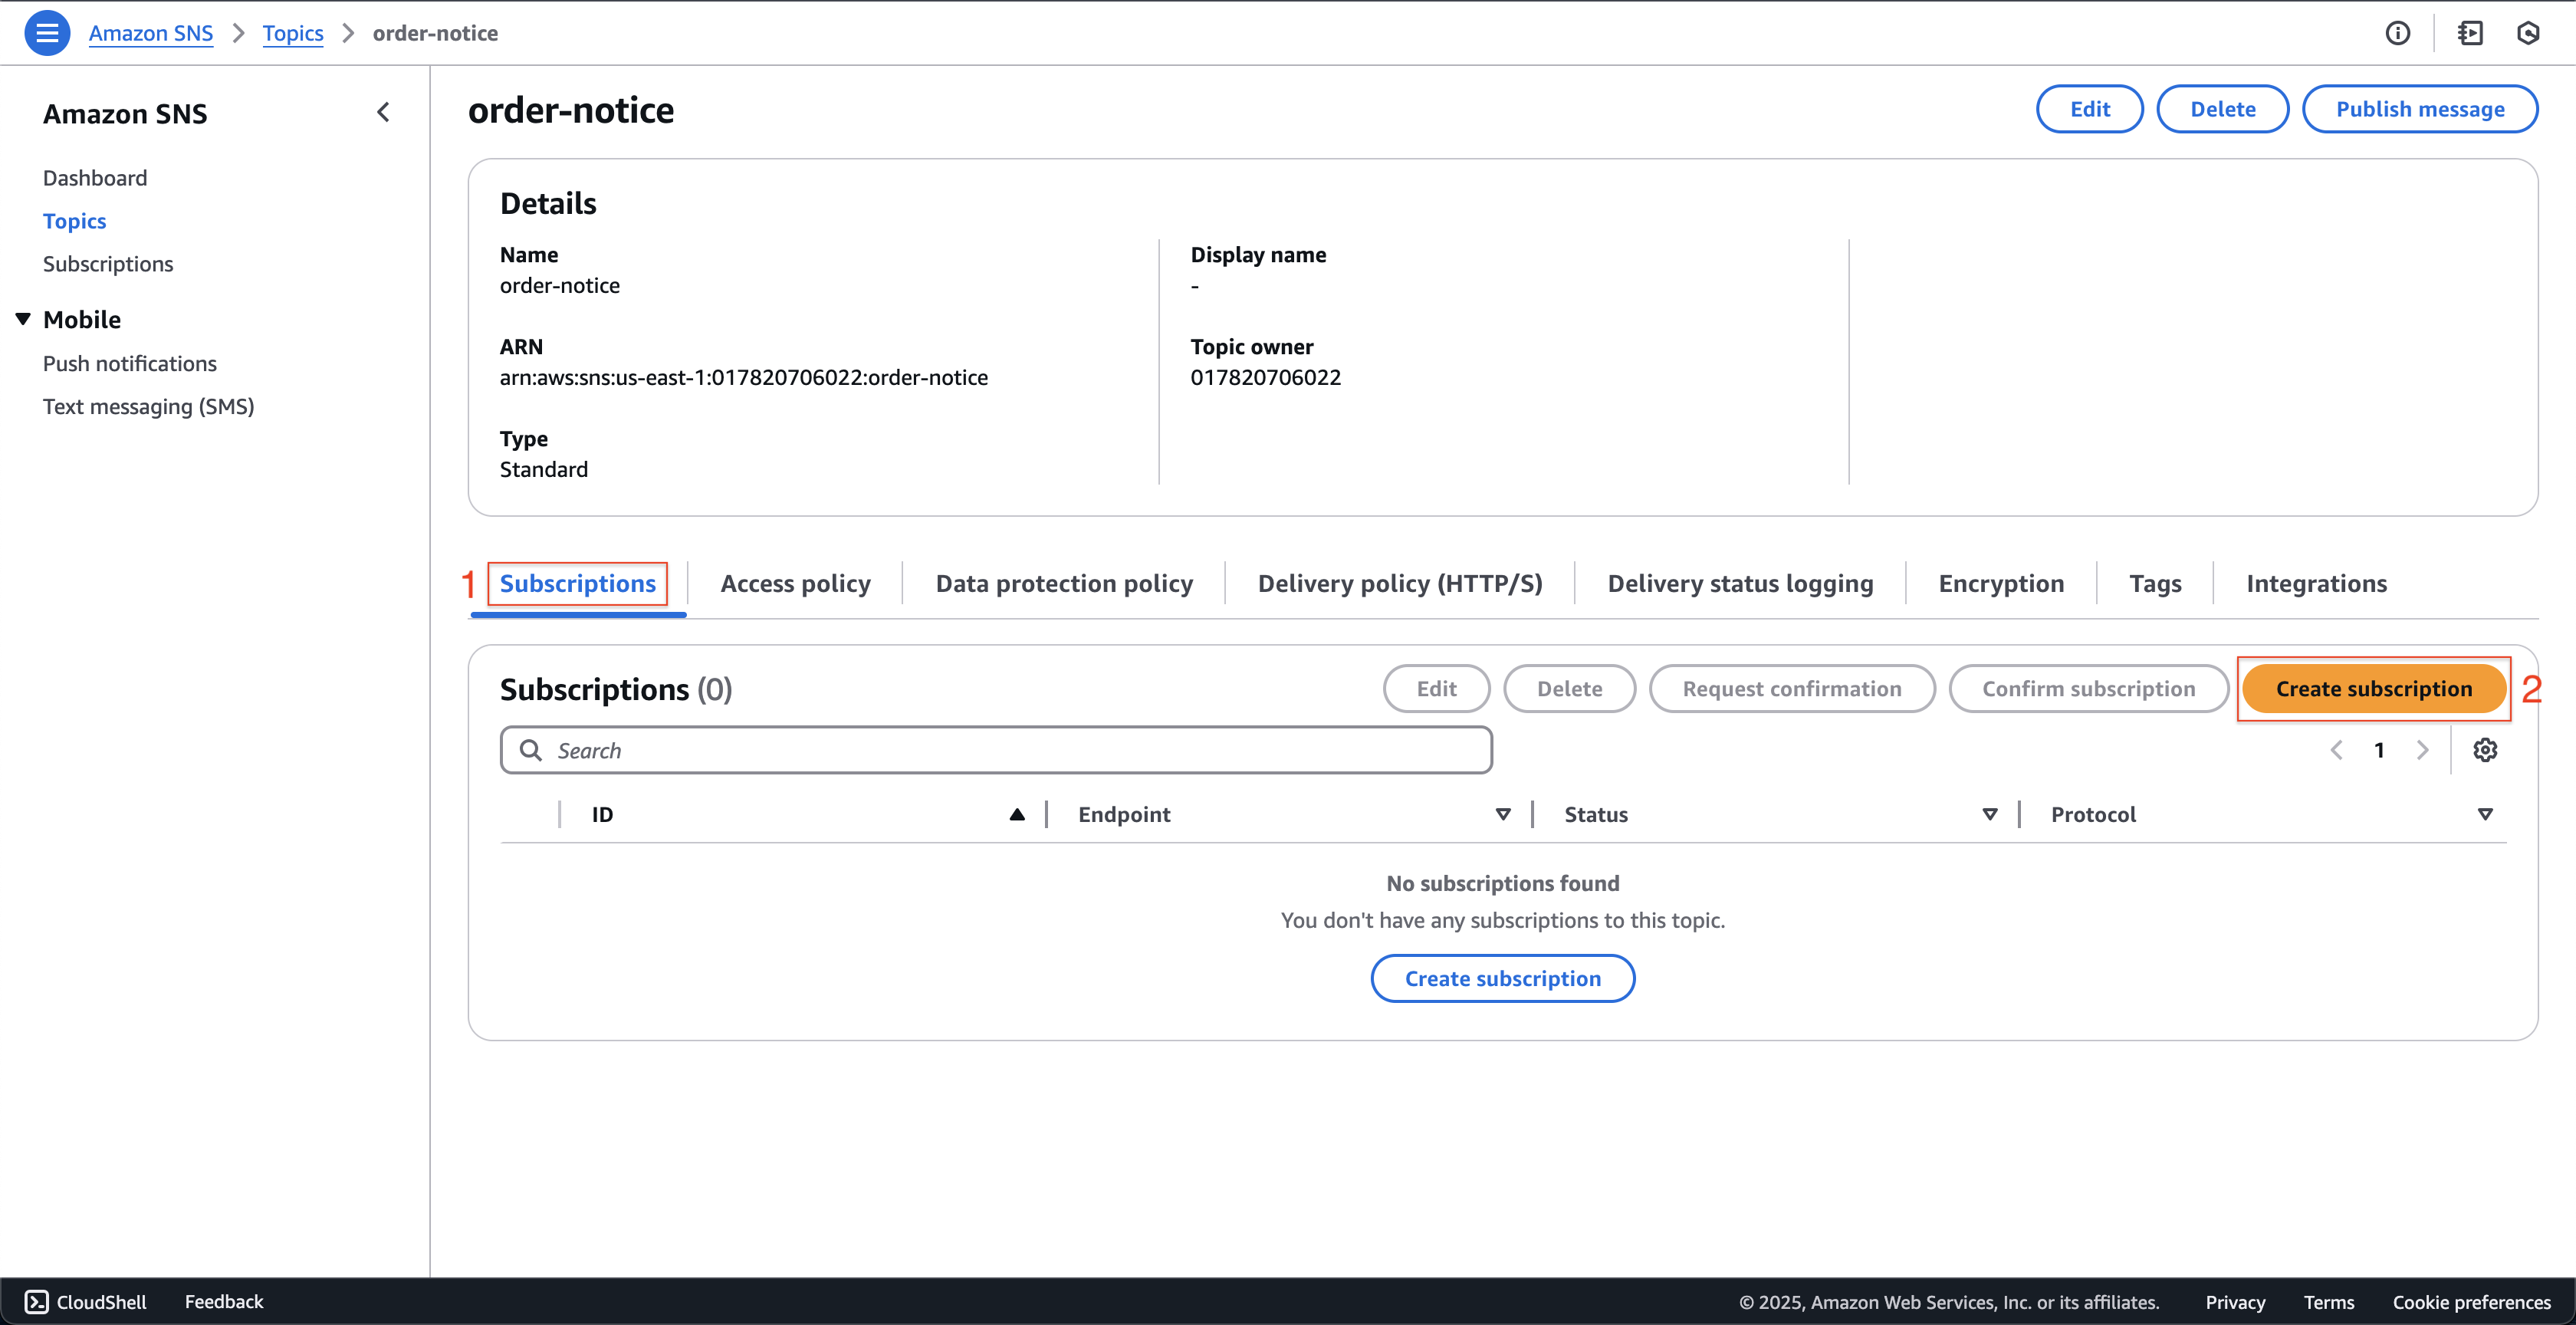 Amazon SNS > Topics > order-notice
Amazon SNS
Dashboard
Topics
Subscriptions
Mobile
Push notifications
Text messaging (SMS)
order-notice
Edit Delete Publish message
Details
Name
order-notice
Display name
-
ARN
arn:aws:sns:us-east-1:017820706022:order-notice
Topic owner
017820706022
Type
Standard
1 Subscriptions Access policy Data protection policy Delivery policy (HTTP/S) Delivery status logging Encryption Tags Integrations
Subscriptions (0) Edit Delete Request confirmation Confirm subscription Create subscription 2
Search 1
ID Endpoint Status Protocol
No subscriptions found
You don't have any subscriptions to this topic.
Create subscription
CloudShell Feedback © 2025, Amazon Web Services, Inc. or its affiliates. Privacy Terms Cookie preferences